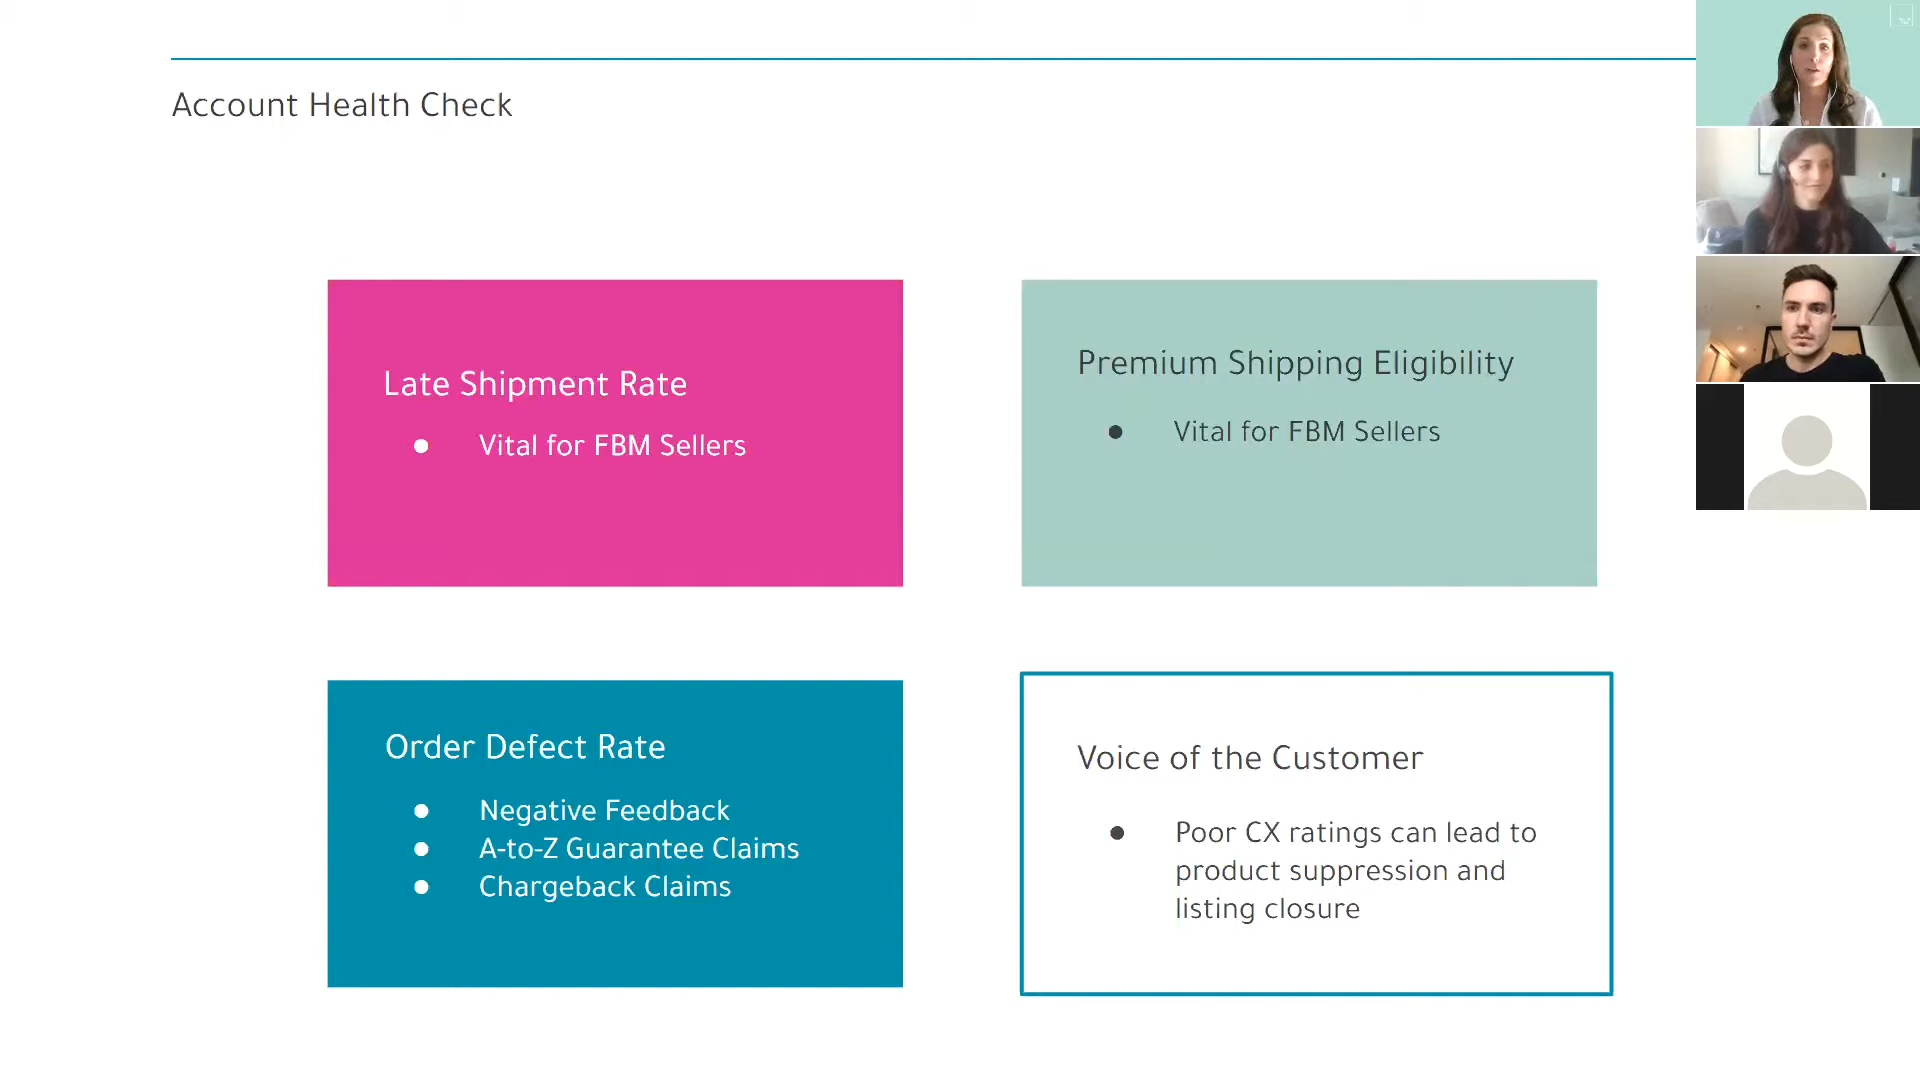 Account Health Check
Late Shipment Rate
● Vital for FBM Sellers
Premium Shipping Eligibility
● Vital for FBM Sellers
Order Defect Rate
● Negative Feedback
● A-to-Z Guarantee Claims
● Chargeback Claims
Voice of the Customer
● Poor CX ratings can lead to
product suppression and
listing closure